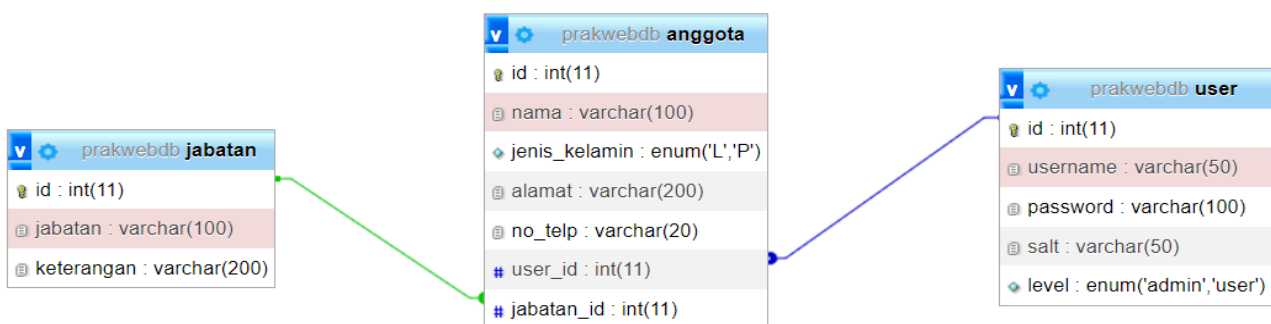 prakwebdb jabatan
id : int(11)
jabatan : varchar(100)
keterangan : varchar(200)
prakwebdb anggota
id : int(11)
nama : varchar(100)
jenis_kelamin : enum('L','P')
alamat : varchar(200)
no_telp : varchar(20)
# user_id : int(11)
# jabatan_id : int(11)
prakwebdb user
id : int(11)
username : varchar(50)
password : varchar(100)
salt : varchar(50)
level : enum('admin','user')